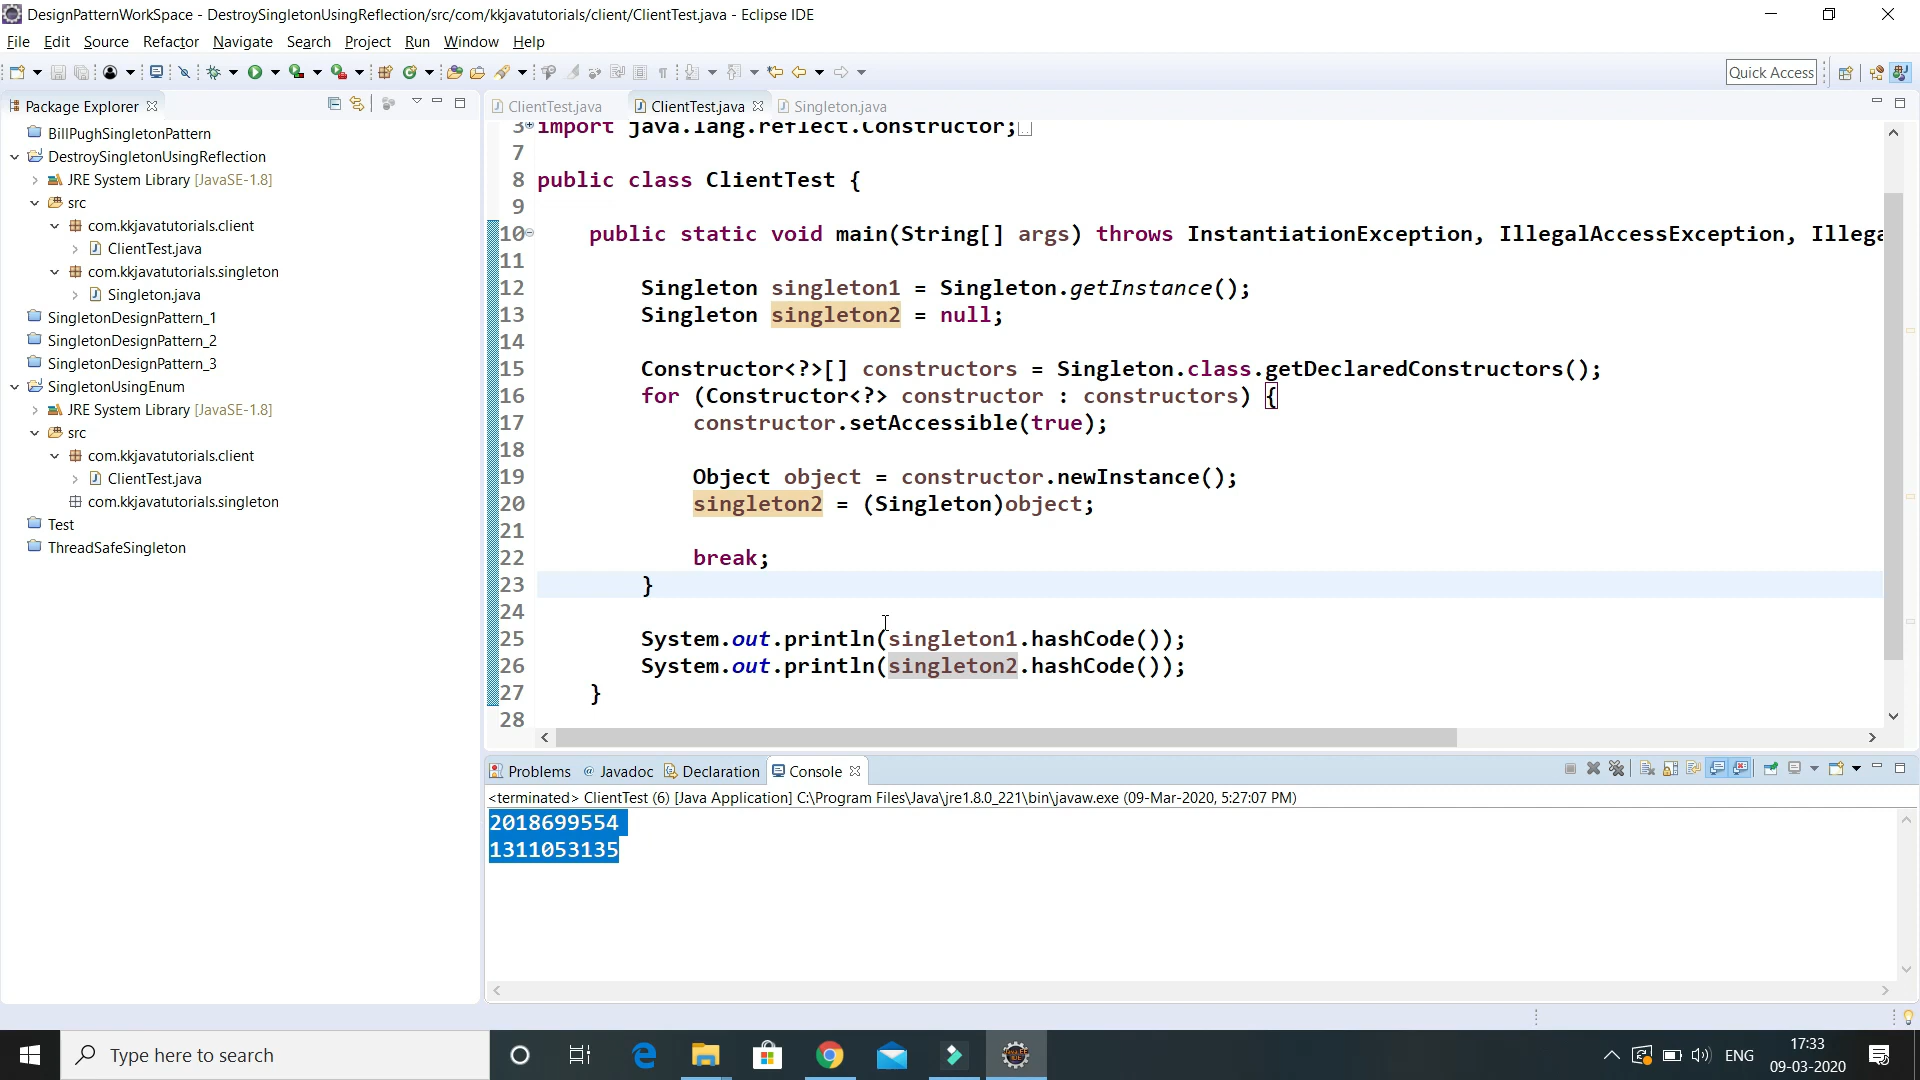 DesignPatternWorkSpace - DestroySingletonUsingReflection/src/com/kkjavatutorials/client/ClientTest.java - Eclipse IDE
File Edit Source Refactor Navigate Search Project Run Window Help
Quick Access
Package Explorer
BillPughSingletonPattern
DestroySingletonUsingReflection
JRE System Library [JavaSE-1.8]
src
com.kkjavatutorials.client
ClientTest.java
com.kkjavatutorials.singleton
Singleton.java
SingletonDesignPattern_1
SingletonDesignPattern_2
SingletonDesignPattern_3
SingletonUsingEnum
JRE System Library [JavaSE-1.8]
src
com.kkjavatutorials.client
ClientTest.java
com.kkjavatutorials.singleton
Test
ThreadSafeSingleton
ClientTest.java ClientTest.java Singleton.java
3 import java.lang.reflect.Constructor;
7
8 public class ClientTest {
9
10 public static void main(String[] args) throws InstantiationException, IllegalAccessException, Illega
11
12 Singleton singleton1 = Singleton.getInstance();
13 Singleton singleton2 = null;
14
15 Constructor<?>[] constructors = Singleton.class.getDeclaredConstructors();
16 for (Constructor<?> constructor : constructors) {
17 constructor.setAccessible(true);
18
19 Object object = constructor.newInstance();
20 singleton2 = (Singleton)object;
21
22 break;
23 }
24
25 System.out.println(singleton1.hashCode());
26 System.out.println(singleton2.hashCode());
27 }
28
Problems @ Javadoc Declaration Console
<terminated> ClientTest (6) [Java Application] C:\Program Files\Java\jre1.8.0_221\bin\javaw.exe (09-Mar-2020, 5:27:07 PM)
2018699554
1311053135
Type here to search
ENG
17:33
09-03-2020